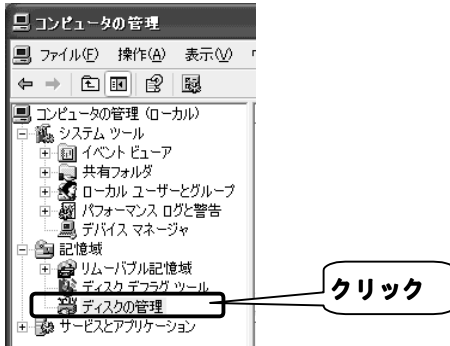 コンピュータの管理
ファイル(F) 操作(A) 表示(V)
コンピュータの管理 (ローカル)
システム ツール
イベント ビューア
共有フォルダ
ローカル ユーザーとグループ
パフォーマンス ログと警告
デバイス マネージャ
記憶域
リムーバブル記憶域
ディスク デフラグ ツール
ディスクの管理
クリック
サービスとアプリケーション